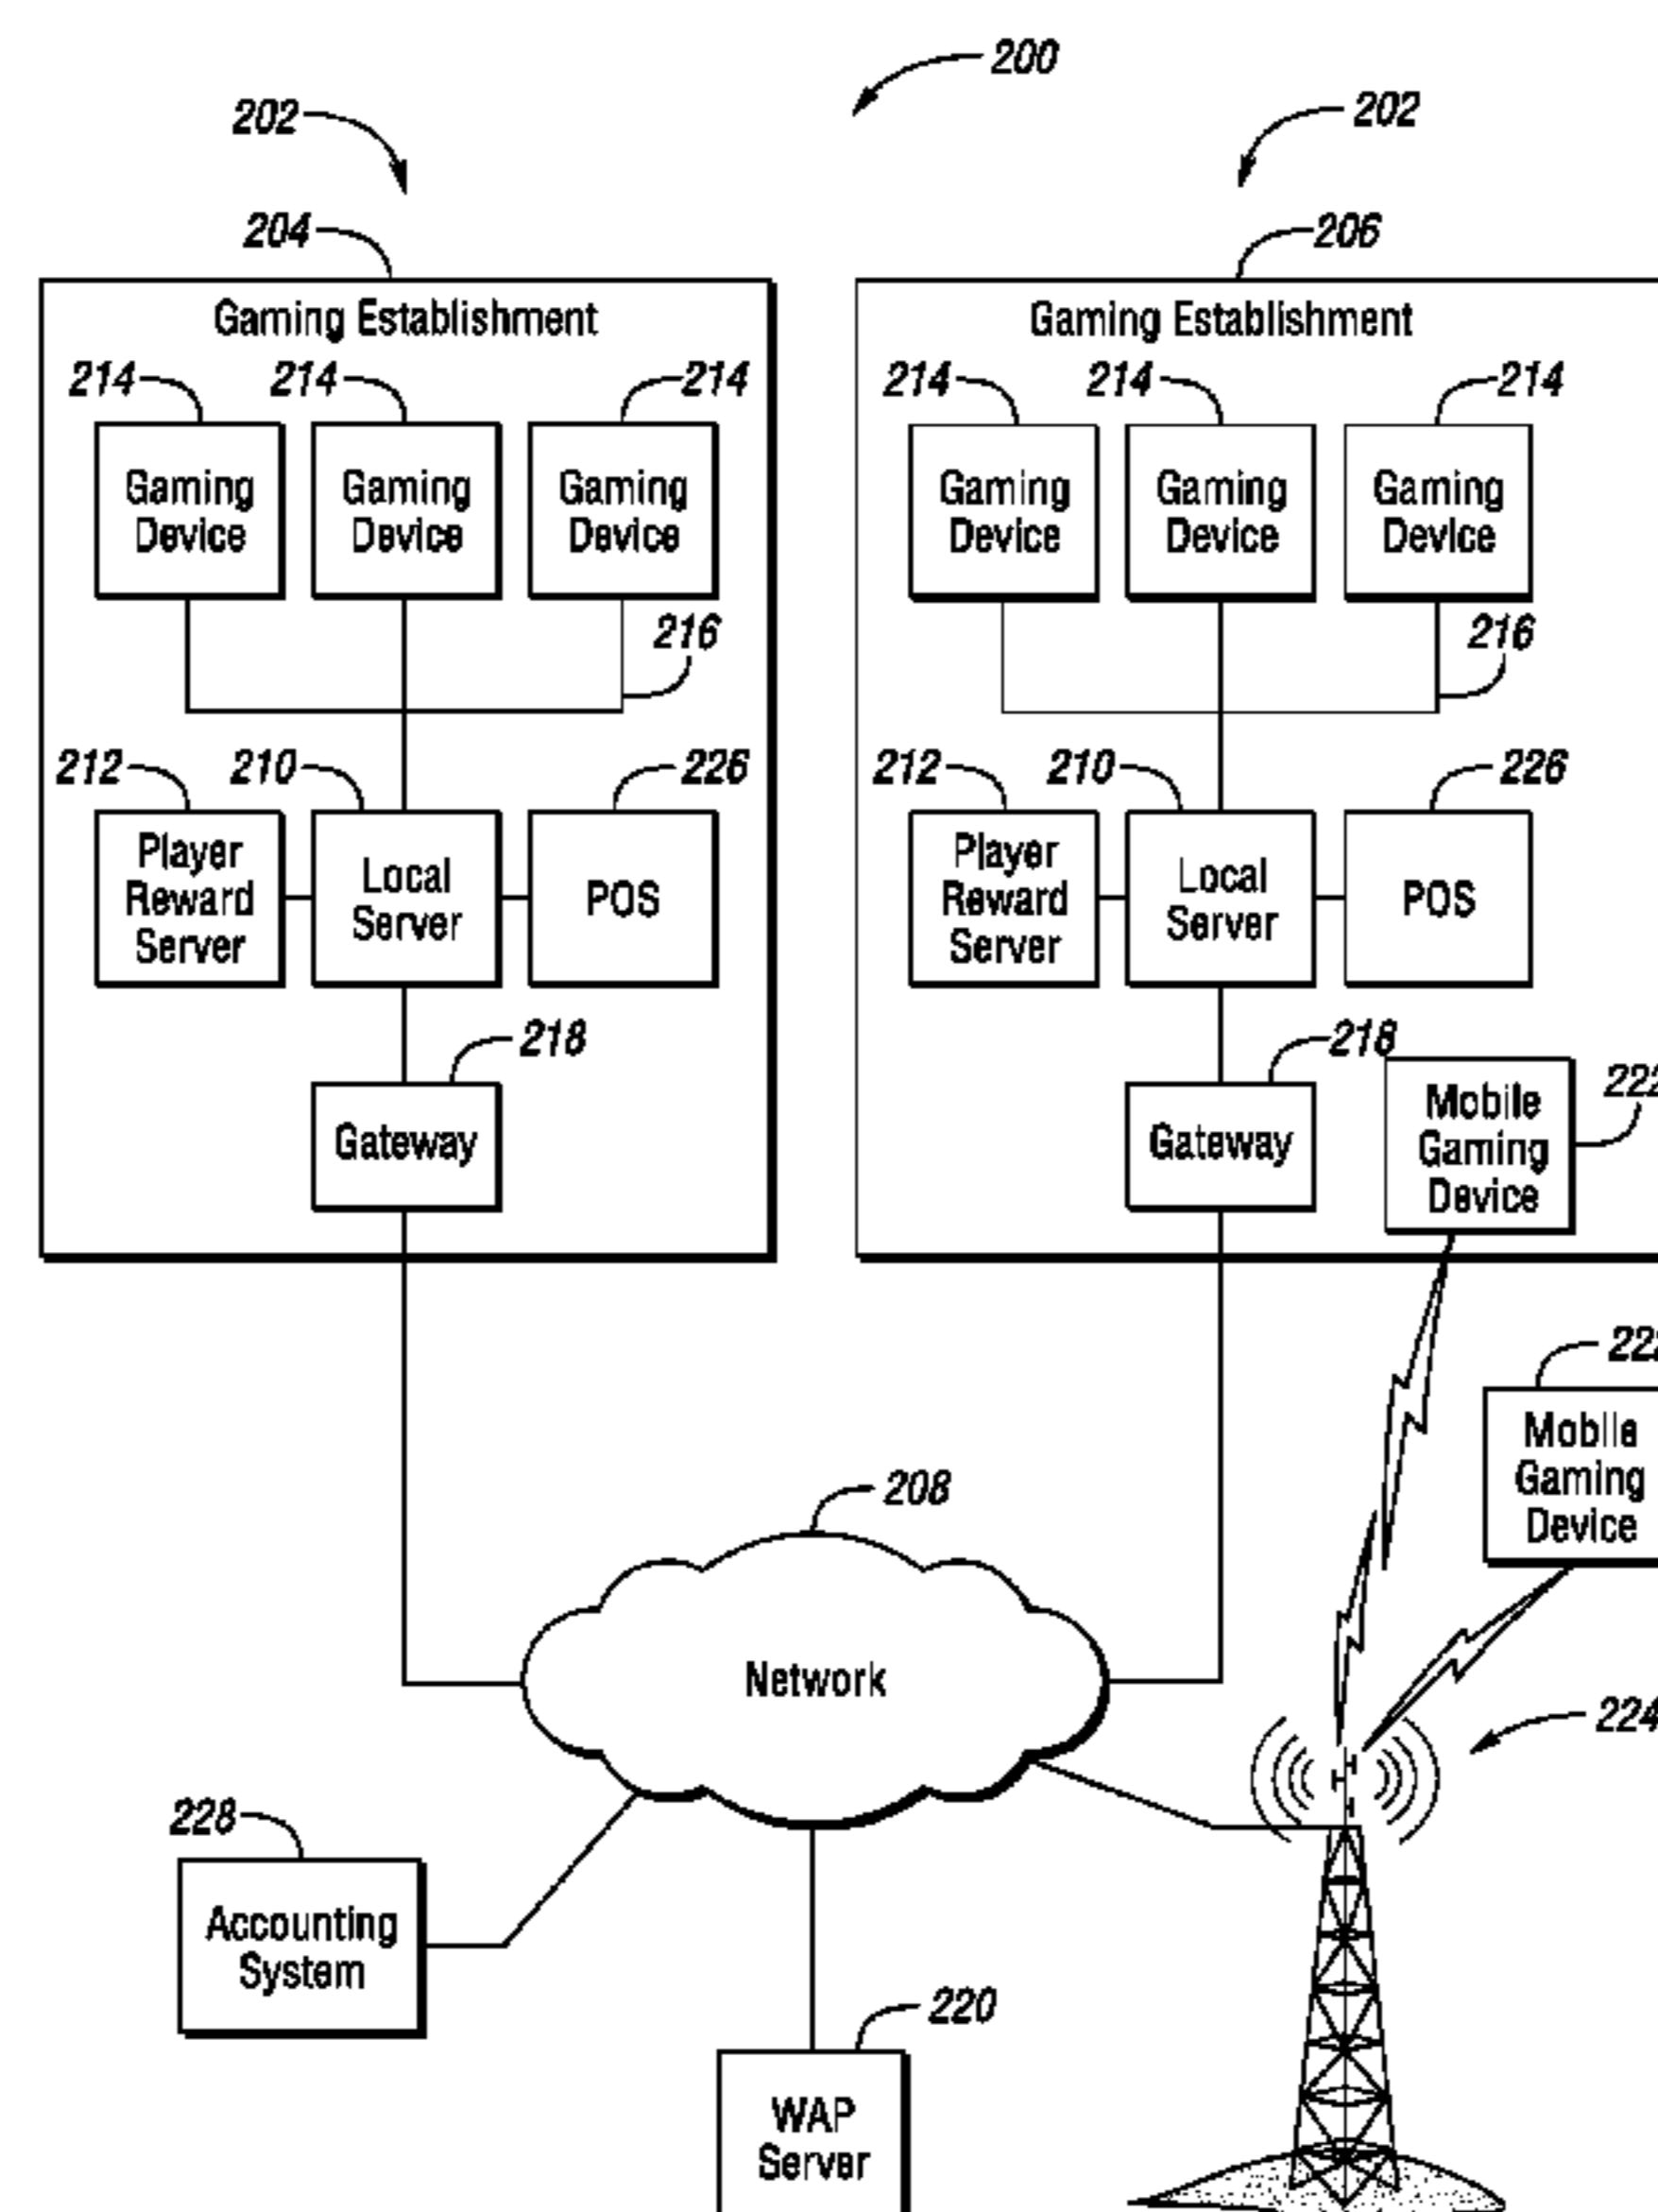 200
202
202
204
206
Gaming Establishment
Gaming Establishment
214
214
214
214
214
214
Gaming
Device
Gaming
Device
Gaming
Device
Gaming
Device
Gaming
Device
Gaming
Device
216
216
212
210
226
212
210
226
Player
Reward
Server
Local
Server
POS
Player
Reward
Server
Local
Server
POS
218
218
222
Gateway
Gateway
Mobile
Gaming
Device
222
Mobile
Gaming
Device
208
Network
224
228
Accounting
System
220
WAP
Server